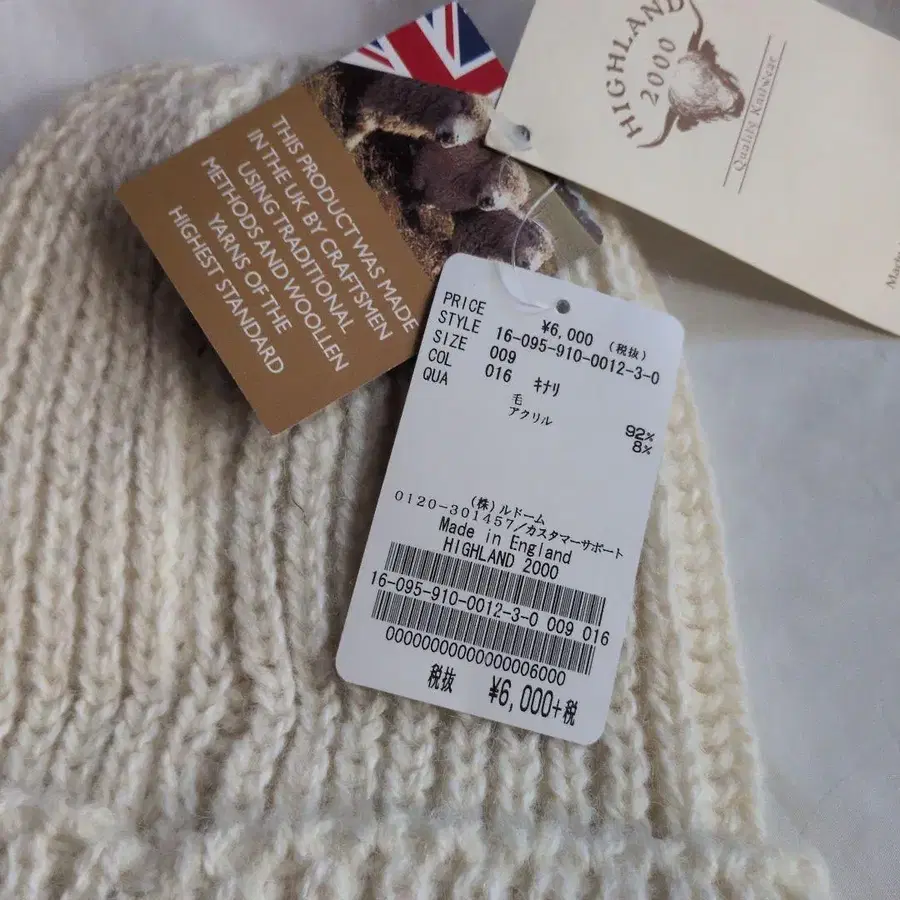 THIS PRODUCT WAS MADE
IN THE UK BY CRAFTSMEN
USING TRADITIONAL
METHODS AND WOOLLEN
YARNS OF THE
HIGHEST STANDARD
HIGHLAND
2000
Quality Knitwear
Made
PRICE ¥6,000 (税抜)
STYLE 16-095-910-0012-3-0
SIZE 009
COL 016 キナリ
QUA 毛 92%
アクリル 8%
(株)ルドーム
0120-301457/カスタマーサポート
Made in England
HIGHLAND 2000
16-095-910-0012-3-0 009 016
0000000000000000006000
税抜 ¥6,000+税